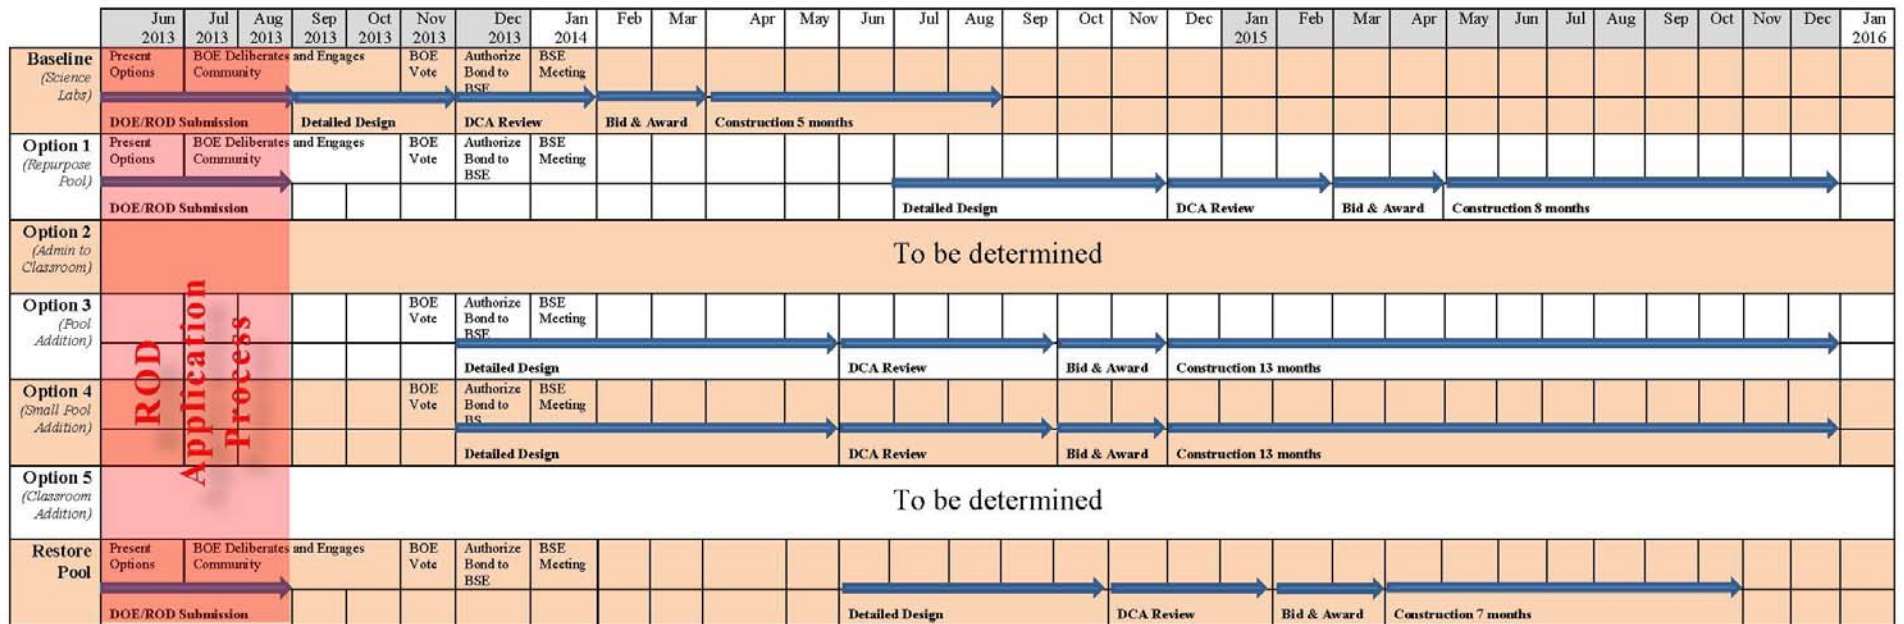 Jun Jul Aug Sep Oct Nov Dec Jan Feb Mar Apr May Jun Jul Aug Sep Oct Nov Dec Jan Feb Mar Apr May Jun Jul Aug Sep Oct Nov Dec Jan
2013 2013 2013 2013 2013 2013 2013 2014 2015 2016
Baseline
(Science
Labs)
Present
Options
BOE Deliberates and Engages
Community
BOE
Vote
Authorize
Bond to
BSE
BSE
Meeting
DOE/ROD Submission
Detailed Design
DCA Review
Bid & Award
Construction 5 months
Option 1
(Repurpose
Pool)
Present
Options
BOE Deliberates and Engages
Community
BOE
Vote
Authorize
Bond to
BSE
BSE
Meeting
DOE/ROD Submission
Detailed Design
DCA Review
Bid & Award
Construction 8 months
Option 2
(Admin to
Classroom)
To be determined
ROD
Application
Process
Option 3
(Pool
Addition)
BOE
Vote
Authorize
Bond to
BSE
BSE
Meeting
Detailed Design
DCA Review
Bid & Award
Construction 13 months
Option 4
(Small Pool
Addition)
BOE
Vote
Authorize
Bond to
BS
BSE
Meeting
Detailed Design
DCA Review
Bid & Award
Construction 13 months
Option 5
(Classroom
Addition)
To be determined
Restore
Pool
Present
Options
BOE Deliberates and Engages
Community
BOE
Vote
Authorize
Bond to
BSE
BSE
Meeting
DOE/ROD Submission
Detailed Design
DCA Review
Bid & Award
Construction 7 months